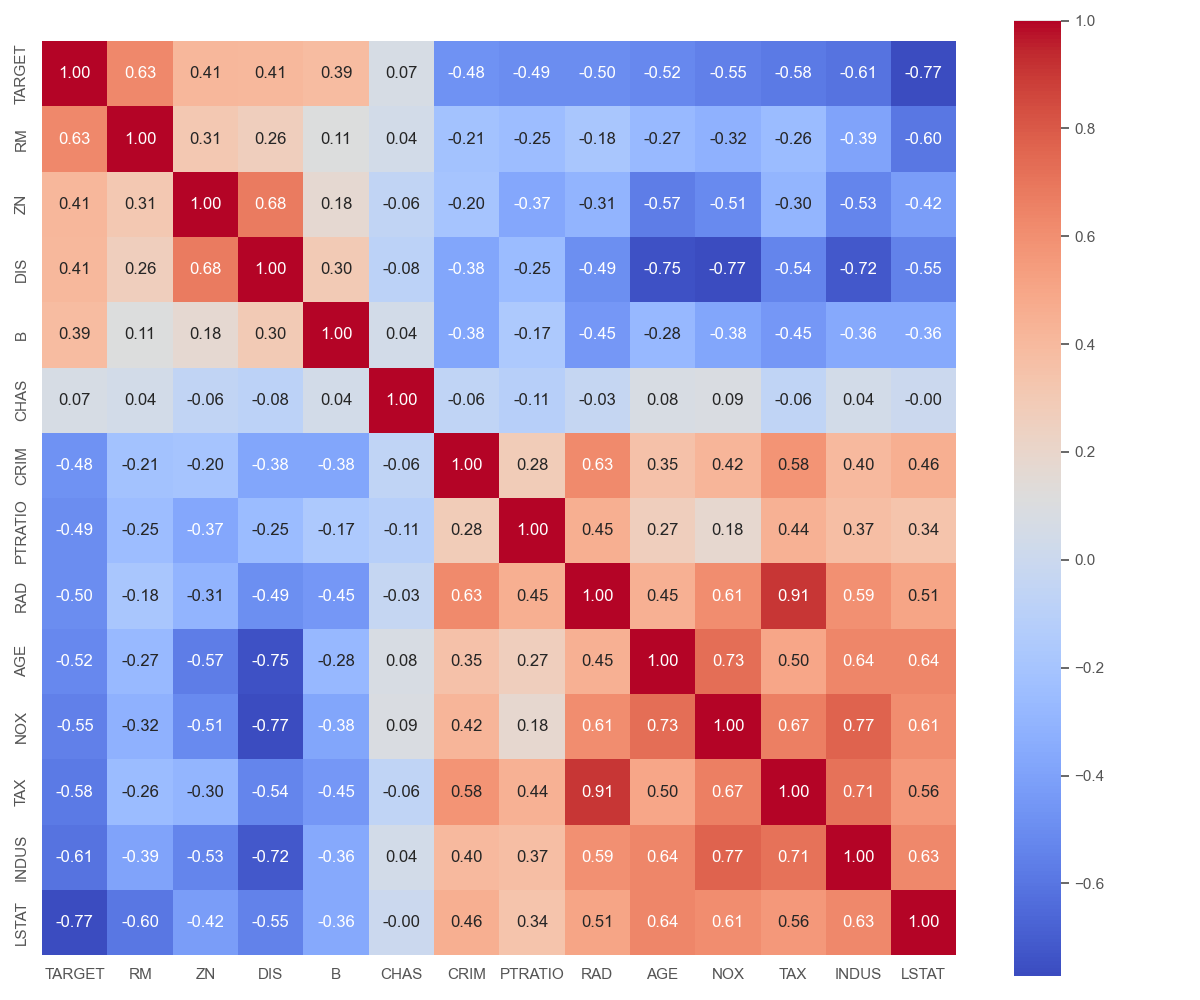 1.0
TARGET 1.00 0.63 0.41 0.41 0.39 0.07 -0.48 -0.49 -0.50 -0.52 -0.55 -0.58 -0.61 -0.77
0.8
RM 0.63 1.00 0.31 0.26 0.11 0.04 -0.21 -0.25 -0.18 -0.27 -0.32 -0.26 -0.39 -0.60
ZN 0.41 0.31 1.00 0.68 0.18 -0.06 -0.20 -0.37 -0.31 -0.57 -0.51 -0.30 -0.53 -0.42
0.6
DIS 0.41 0.26 0.68 1.00 0.30 -0.08 -0.38 -0.25 -0.49 -0.75 -0.77 -0.54 -0.72 -0.55
0.4
B 0.39 0.11 0.18 0.30 1.00 0.04 -0.38 -0.17 -0.45 -0.28 -0.38 -0.45 -0.36 -0.36
CHAS 0.07 0.04 -0.06 -0.08 0.04 1.00 -0.06 -0.11 -0.03 0.08 0.09 -0.06 0.04 -0.00
0.2
CRIM -0.48 -0.21 -0.20 -0.38 -0.38 -0.06 1.00 0.28 0.63 0.35 0.42 0.58 0.40 0.46
PTRATIO -0.49 -0.25 -0.37 -0.25 -0.17 -0.11 0.28 1.00 0.45 0.27 0.18 0.44 0.37 0.34
0.0
RAD -0.50 -0.18 -0.31 -0.49 -0.45 -0.03 0.63 0.45 1.00 0.45 0.61 0.91 0.59 0.51
AGE -0.52 -0.27 -0.57 -0.75 -0.28 0.08 0.35 0.27 0.45 1.00 0.73 0.50 0.64 0.64
−0.2
NOX -0.55 -0.32 -0.51 -0.77 -0.38 0.09 0.42 0.18 0.61 0.73 1.00 0.67 0.77 0.61
−0.4
TAX -0.58 -0.26 -0.30 -0.54 -0.45 -0.06 0.58 0.44 0.91 0.50 0.67 1.00 0.71 0.56
INDUS -0.61 -0.39 -0.53 -0.72 -0.36 0.04 0.40 0.37 0.59 0.64 0.77 0.71 1.00 0.63
−0.6
LSTAT -0.77 -0.60 -0.42 -0.55 -0.36 -0.00 0.46 0.34 0.51 0.64 0.61 0.56 0.63 1.00
TARGET RM ZN DIS B CHAS CRIM PTRATIO RAD AGE NOX TAX INDUS LSTAT